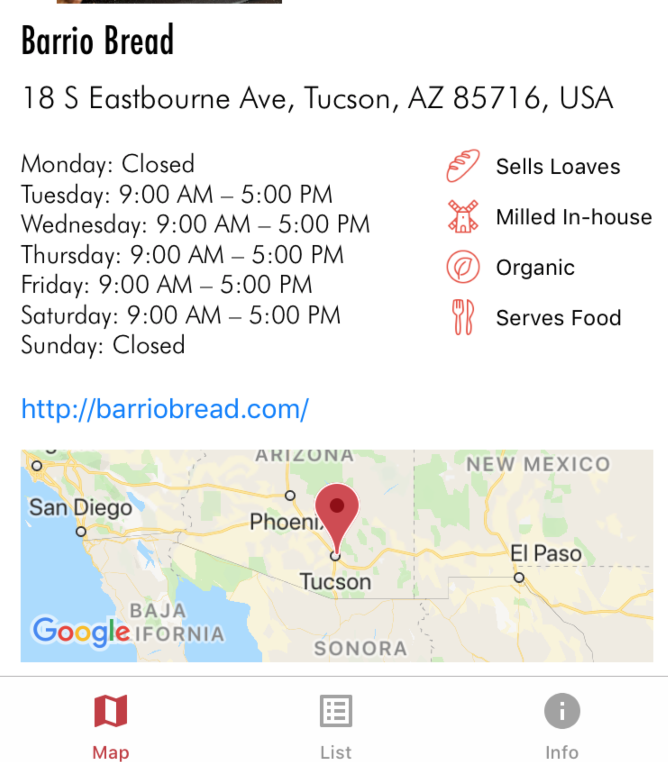 Barrio Bread
18 S Eastbourne Ave, Tucson, AZ 85716, USA
Monday: Closed
Tuesday: 9:00 AM – 5:00 PM
Wednesday: 9:00 AM – 5:00 PM
Thursday: 9:00 AM – 5:00 PM
Friday: 9:00 AM – 5:00 PM
Saturday: 9:00 AM – 5:00 PM
Sunday: Closed
Sells Loaves
Milled In-house
Organic
Serves Food
http://barriobread.com/
ARIZONA
NEW MEXICO
San Diego
Phoeni
El Paso
Tucson
BAJA
Google IFORNIA
SONORA
Map
List
Info